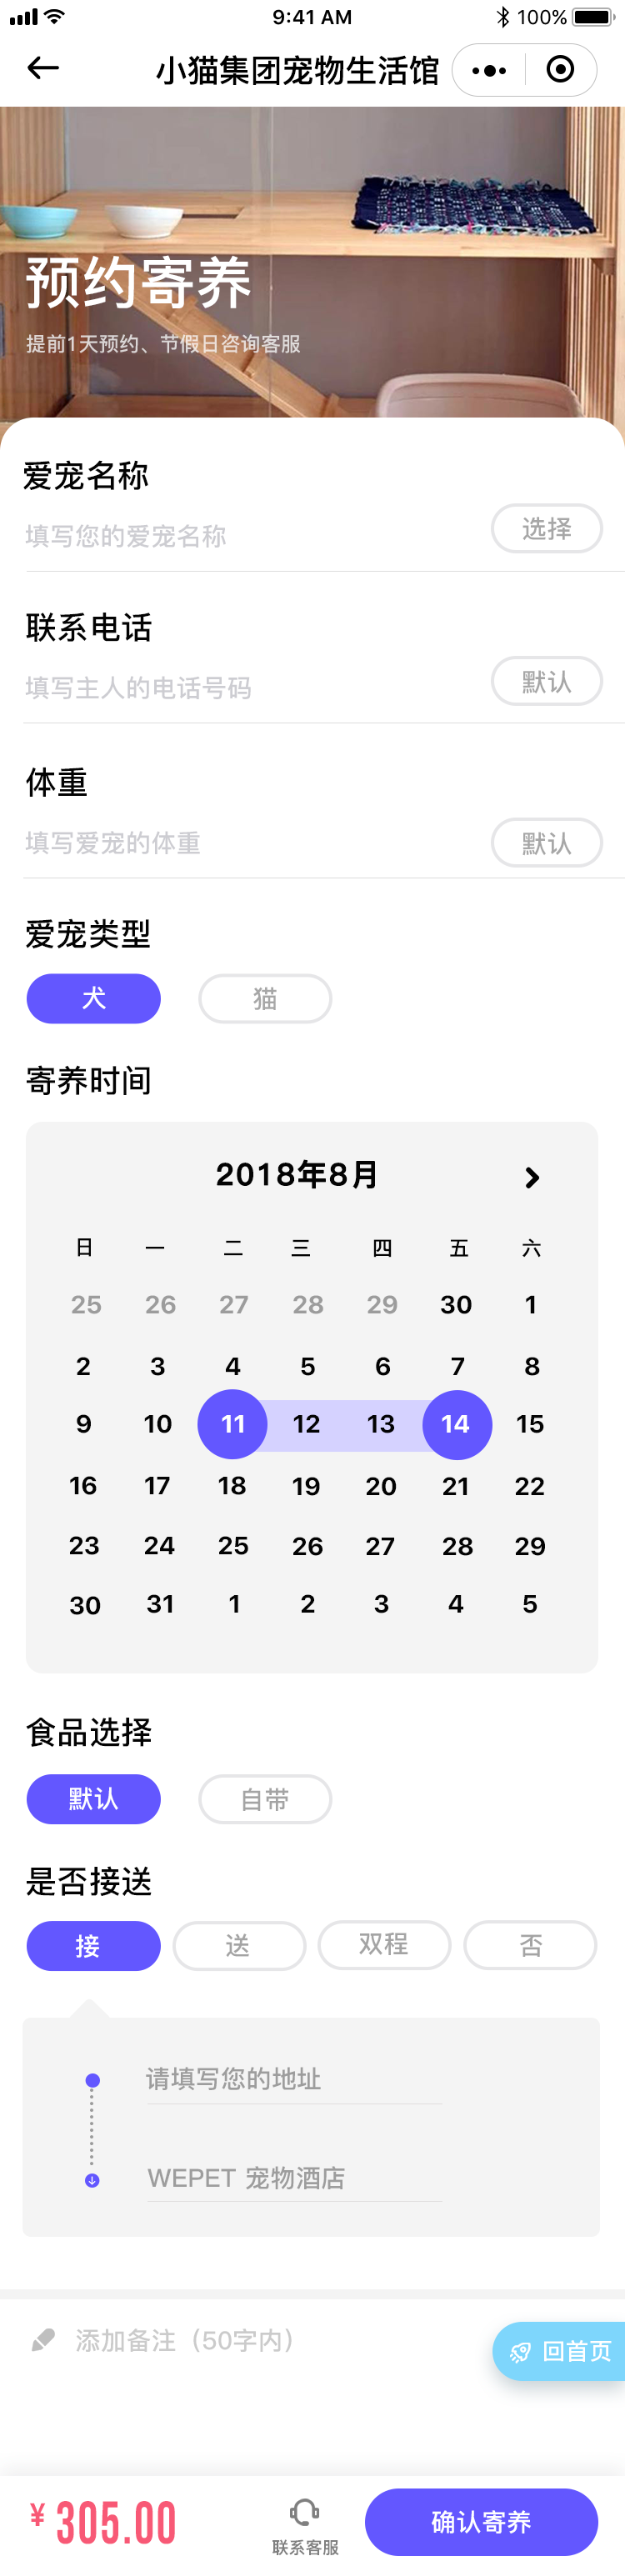 9:41 AM 100%
小猫集团宠物生活馆
预约寄养
提前1天预约、节假日咨询客服
爱宠名称
填写您的爱宠名称 选择
联系电话
填写主人的电话号码 默认
体重
填写爱宠的体重 默认
爱宠类型
犬 猫
寄养时间
2018年8月
日 一 二 三 四 五 六
25 26 27 28 29 30 1
2 3 4 5 6 7 8
9 10 11 12 13 14 15
16 17 18 19 20 21 22
23 24 25 26 27 28 29
30 31 1 2 3 4 5
食品选择
默认 自带
是否接送
接 送 双程 否
请填写您的地址
WEPET 宠物酒店
添加备注（50字内）
回首页
¥ 305.00 联系客服 确认寄养